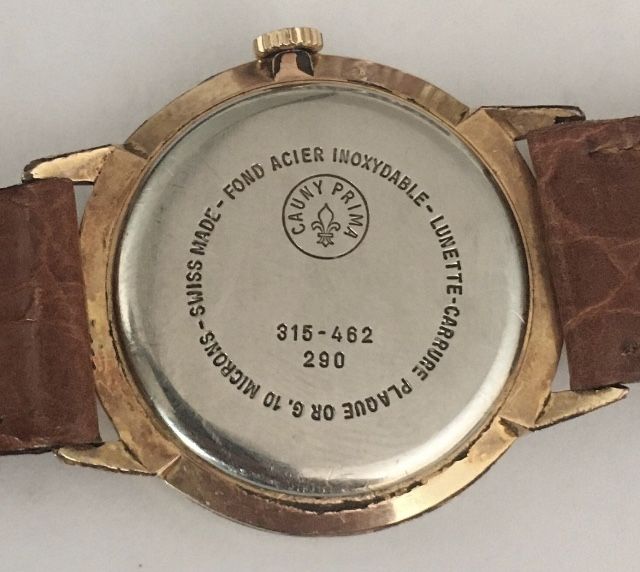 FOND ACIER INOXYDABLE - LUNETTE-CARRURE PLAQUE OR G. 10 MICRONS - SWISS MADE -
CAUNY PRIMA
315-462
290